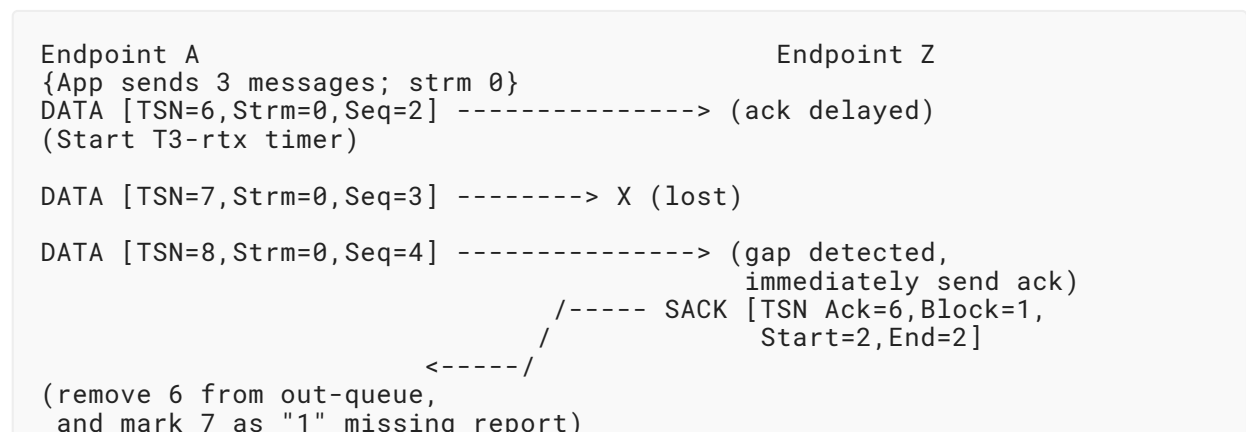 Endpoint A                                         Endpoint Z
{App sends 3 messages; strm 0}
DATA [TSN=6,Strm=0,Seq=2] ---------------> (ack delayed)
(Start T3-rtx timer)

DATA [TSN=7,Strm=0,Seq=3] --------> X (lost)

DATA [TSN=8,Strm=0,Seq=4] ---------------> (gap detected,
                                            immediately send ack)
                                /----- SACK [TSN Ack=6,Block=1,
                               /             Start=2,End=2]
                        <-----/
(remove 6 from out-queue,
 and mark 7 as "1" missing report)